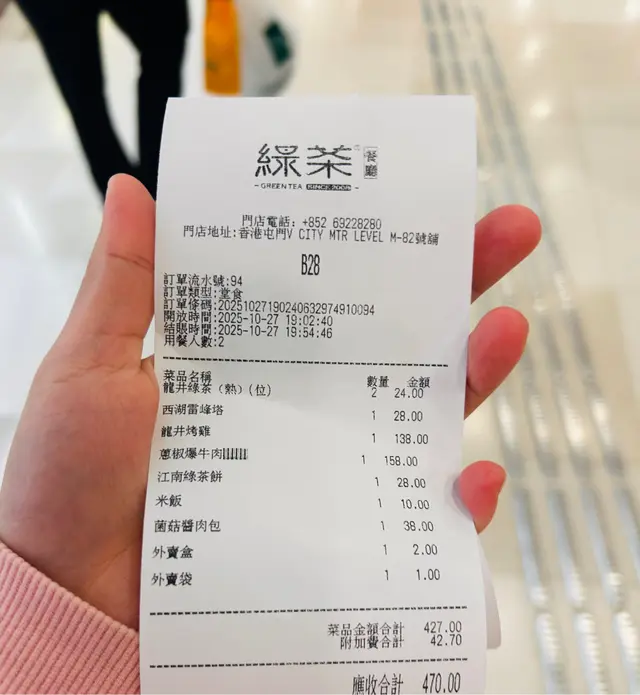 綠茶 餐廳
- GREEN TEA SINCE 2008 -
門店電話: +852 69228280
門店地址:香港屯門V CITY MTR LEVEL M-82號舖
B28
訂單流水號:94
訂單類型:堂食
訂單條碼:20251027190240632974910094
開放時間:2025-10-27 19:02:40
結賬時間:2025-10-27 19:54:46
用餐人數:2
菜品名稱 數量 金額
龍井綠茶（熱）(位) 2 24.00
西湖雷峰塔 1 28.00
龍井烤雞 1 138.00
蔥椒爆牛肉 1 158.00
江南綠茶餅 1 28.00
米飯 1 10.00
菌菇醬肉包 1 38.00
外賣盒 1 2.00
外賣袋 1 1.00
菜品金額合計 427.00
附加費合計 42.70
應收合計 470.00